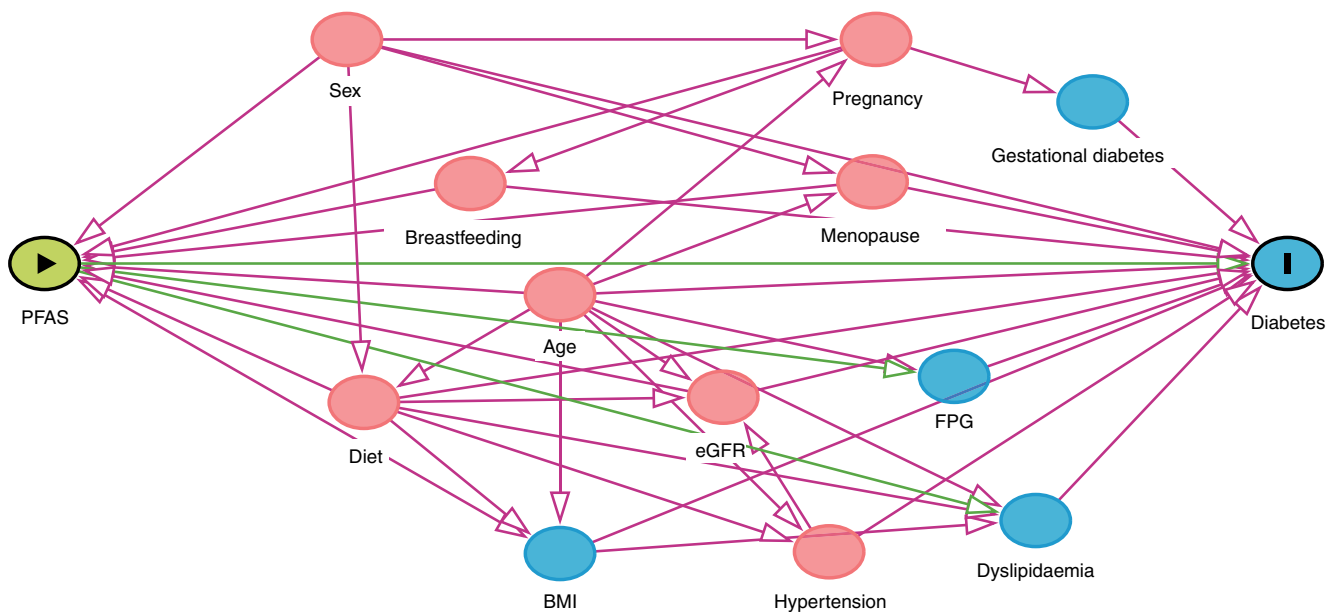 Sex
Pregnancy
Gestational diabetes
Breastfeeding
Menopause
PFAS
Diabetes
Age
Diet
eGFR
FPG
BMI
Hypertension
Dyslipidaemia